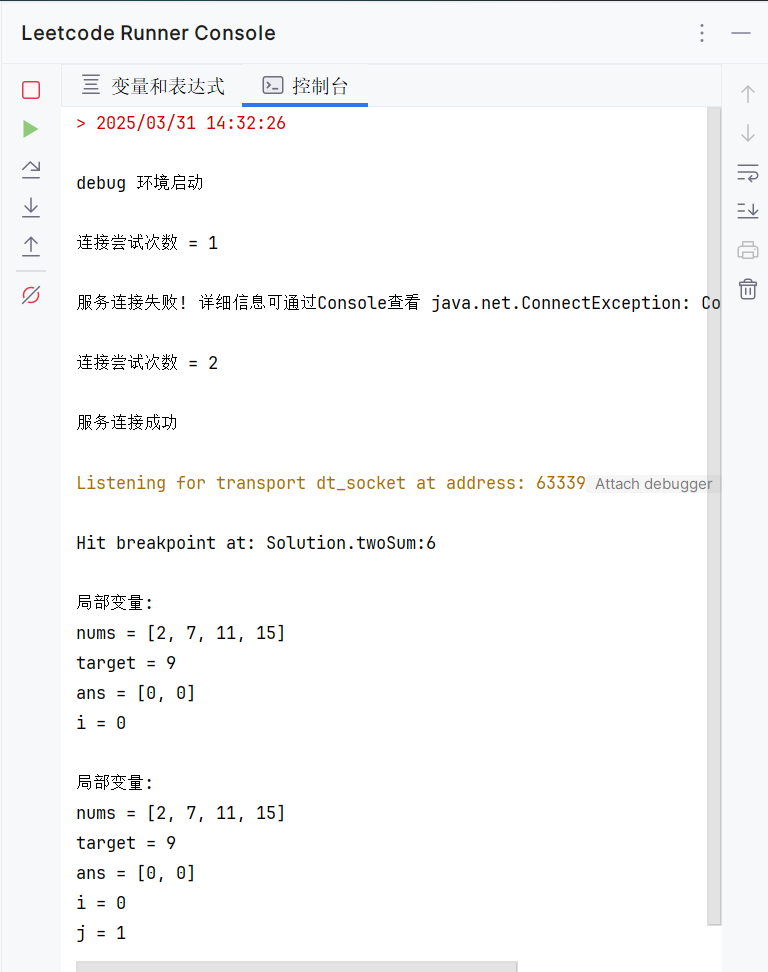 Leetcode Runner Console
变量和表达式
控制台
> 2025/03/31 14:32:26
debug 环境启动
连接尝试次数 = 1
服务连接失败! 详细信息可通过Console查看 java.net.ConnectException: Co
连接尝试次数 = 2
服务连接成功
Listening for transport dt_socket at address: 63339 Attach debugger
Hit breakpoint at: Solution.twoSum:6
局部变量:
nums = [2, 7, 11, 15]
target = 9
ans = [0, 0]
i = 0
局部变量:
nums = [2, 7, 11, 15]
target = 9
ans = [0, 0]
i = 0
j = 1